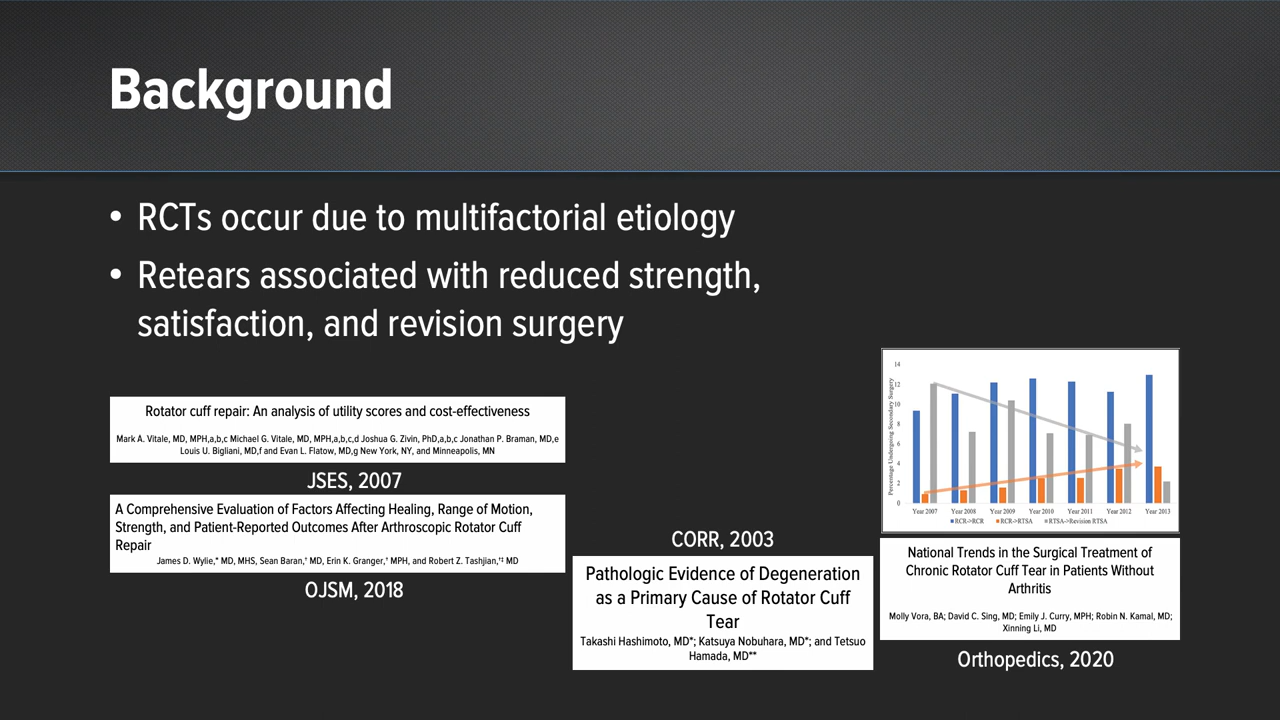 Background
• RCTs occur due to multifactorial etiology
• Retears associated with reduced strength,
satisfaction, and revision surgery
Rotator cuff repair: An analysis of utility scores and cost-effectiveness
Mark A. Vitale, MD, MPH,a,b,c Michael G. Vitale, MD, MPH,a,b,c,d Joshua G. Zivin, PhD,a,b,c Jonathan P. Braman, MD,e
Louis U. Bigliani, MD,f and Evan L. Flatow, MD,g New York, NY, and Minneapolis, MN
JSES, 2007
A Comprehensive Evaluation of Factors Affecting Healing, Range of Motion,
Strength, and Patient-Reported Outcomes After Arthroscopic Rotator Cuff
Repair
James D. Wylie,* MD, MHS, Sean Baran,† MD, Erin K. Granger,† MPH, and Robert Z. Tashjian,†‡ MD
OJSM, 2018
CORR, 2003
Pathologic Evidence of Degeneration
as a Primary Cause of Rotator Cuff
Tear
Takashi Hashimoto, MD*; Katsuya Nobuhara, MD*; and Tetsuo
Hamada, MD**
Percentage Undergoing Secondary Surgery
14
12
10
8
6
4
2
0
Year 2007 Year 2008 Year 2009 Year 2010 Year 2011 Year 2012 Year 2013
RCR->RCR RCR->RTSA RTSA->Revision RTSA
National Trends in the Surgical Treatment of
Chronic Rotator Cuff Tear in Patients Without
Arthritis
Molly Vora, BA; David C. Sing, MD; Emily J. Curry, MPH; Robin N. Kamal, MD;
Xinning Li, MD
Orthopedics, 2020